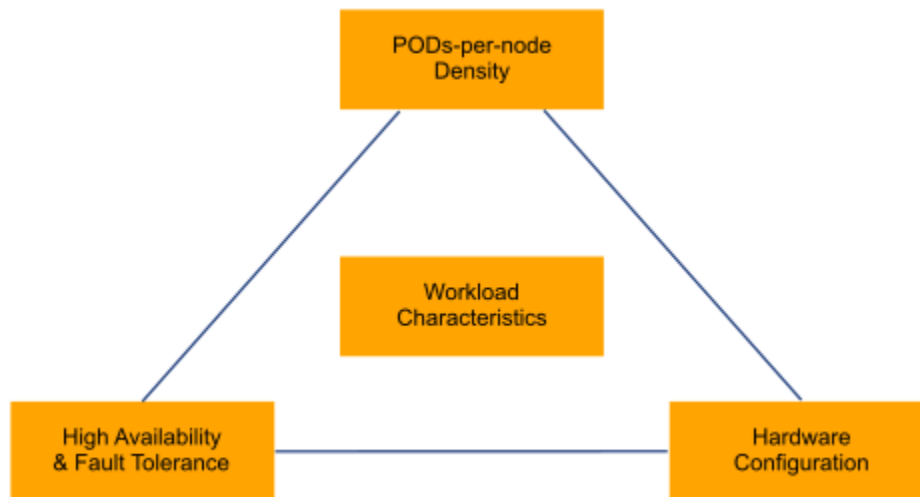 PODs-per-node
Density
Workload
Characteristics
High Availability
& Fault Tolerance
Hardware
Configuration